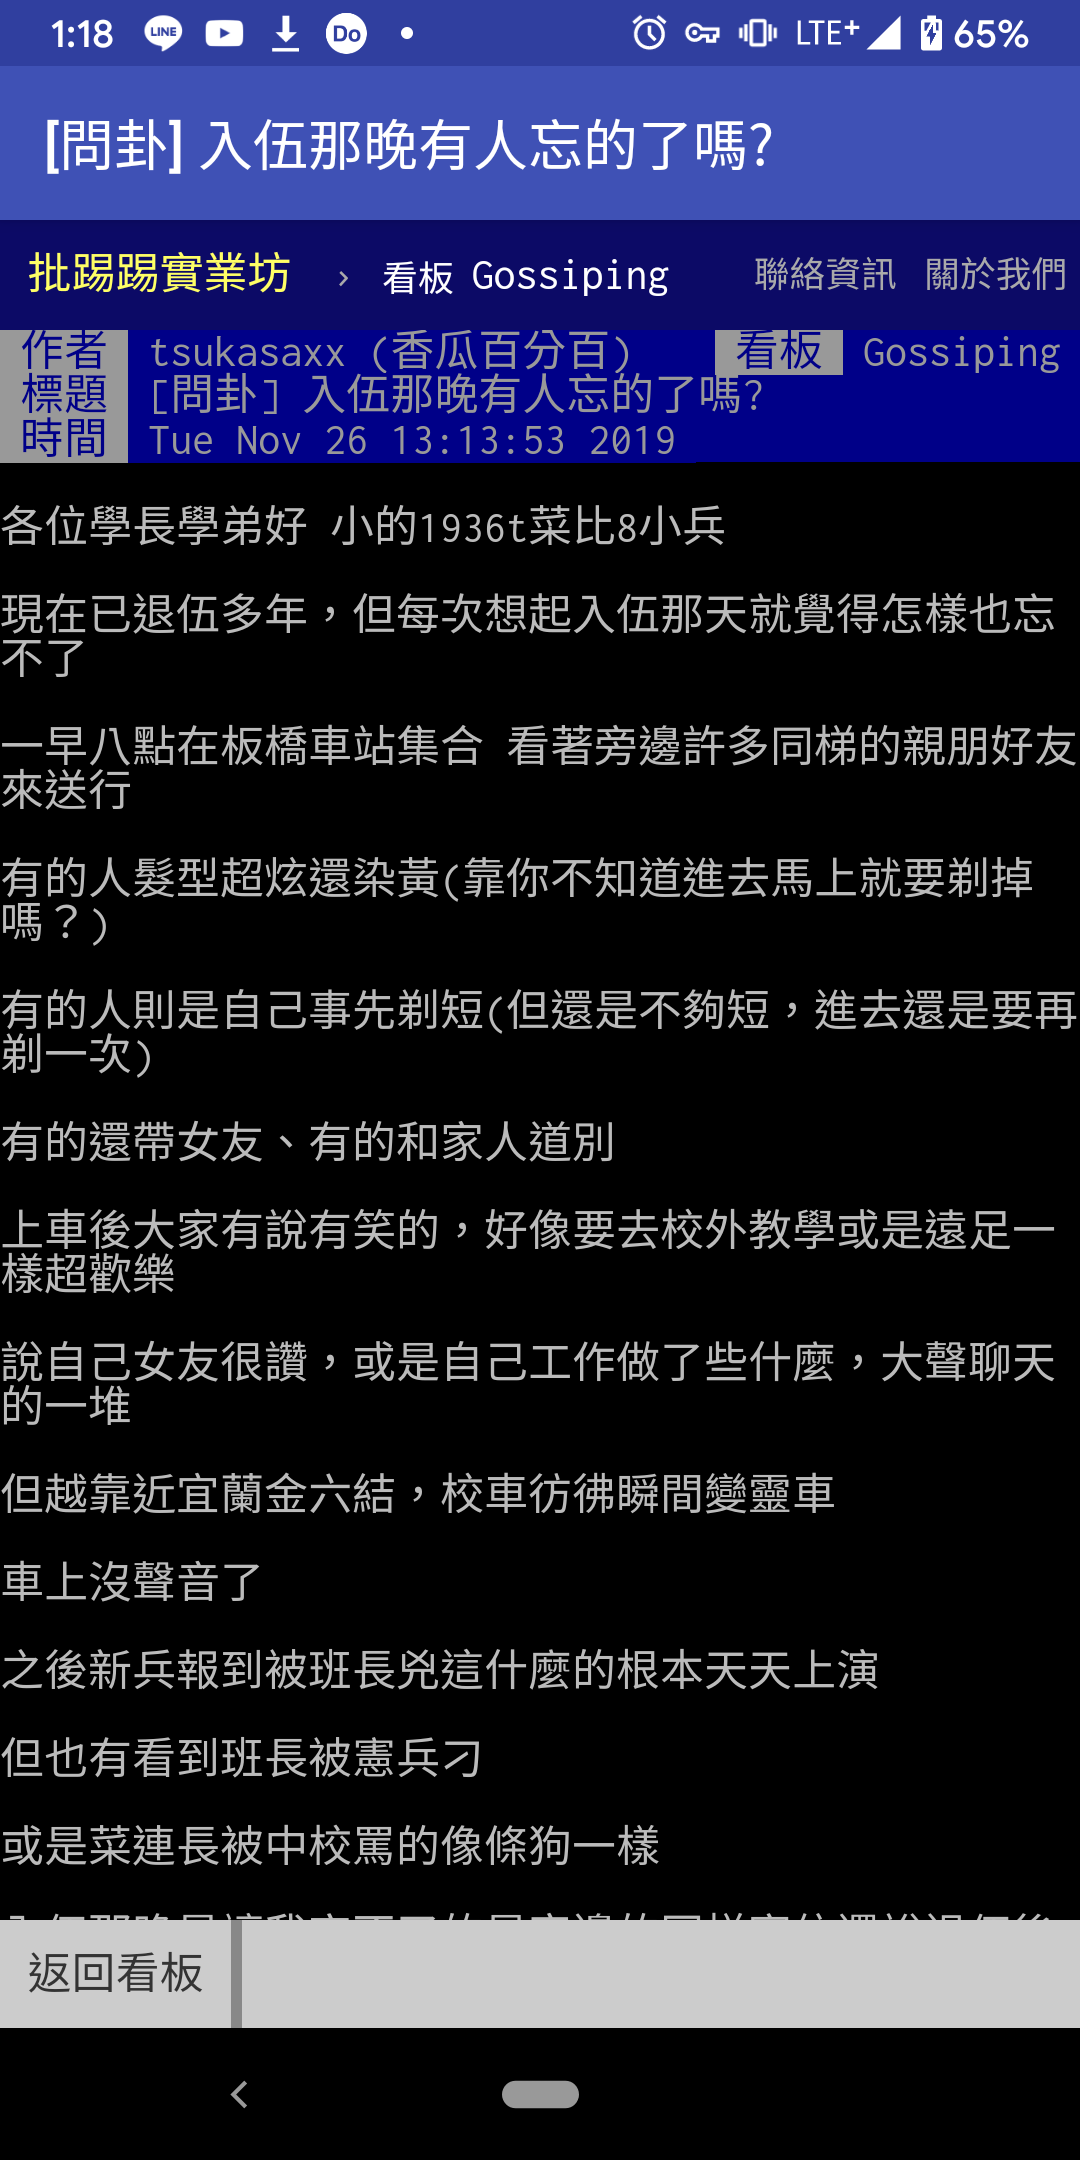 1:18 LINE Do LTE+ 65%
[問卦] 入伍那晚有人忘的了嗎?
批踢踢實業坊 › 看板 Gossiping 聯絡資訊 關於我們
作者 tsukasaxx (香瓜百分百) 看板 Gossiping
標題 [問卦] 入伍那晚有人忘的了嗎?
時間 Tue Nov 26 13:13:53 2019
各位學長學弟好 小的1936t菜比8小兵
現在已退伍多年，但每次想起入伍那天就覺得怎樣也忘
不了
一早八點在板橋車站集合 看著旁邊許多同梯的親朋好友
來送行
有的人髮型超炫還染黃(靠你不知道進去馬上就要剃掉
嗎？)
有的人則是自己事先剃短(但還是不夠短，進去還是要再
剃一次)
有的還帶女友、有的和家人道別
上車後大家有說有笑的，好像要去校外教學或是遠足一
樣超歡樂
說自己女友很讚，或是自己工作做了些什麼，大聲聊天
的一堆
但越靠近宜蘭金六結，校車彷彿瞬間變靈車
車上沒聲音了
之後新兵報到被班長兇這什麼的根本天天上演
但也有看到班長被憲兵刁
或是菜連長被中校罵的像條狗一樣
返回看板